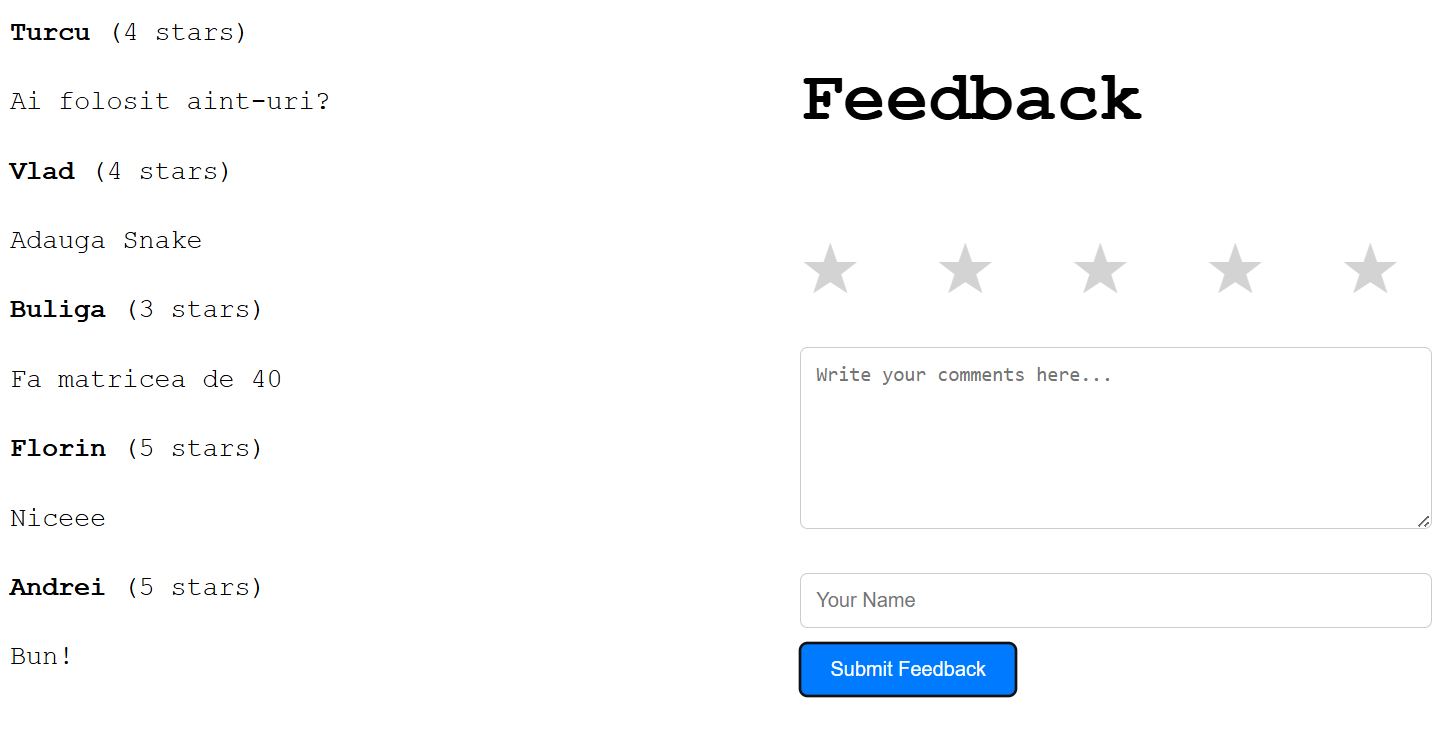 Turcu (4 stars)
Ai folosit aint-uri?
Vlad (4 stars)
Adauga Snake
Buliga (3 stars)
Fa matricea de 40
Florin (5 stars)
Niceee
Andrei (5 stars)
Bun!
Feedback
Write your comments here...
Your Name
Submit Feedback